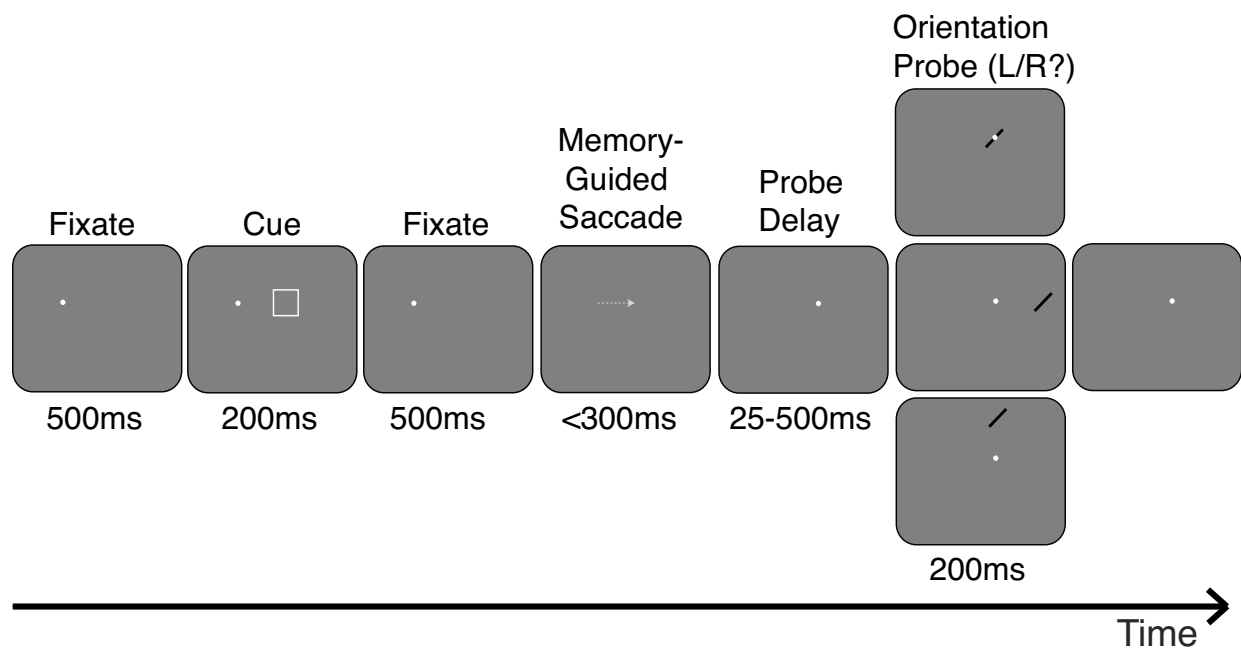 Orientation
Probe (L/R?)
Memory-
Guided
Saccade
Probe
Delay
Fixate
Cue
Fixate
500ms
200ms
500ms
<300ms
25-500ms
200ms
Time